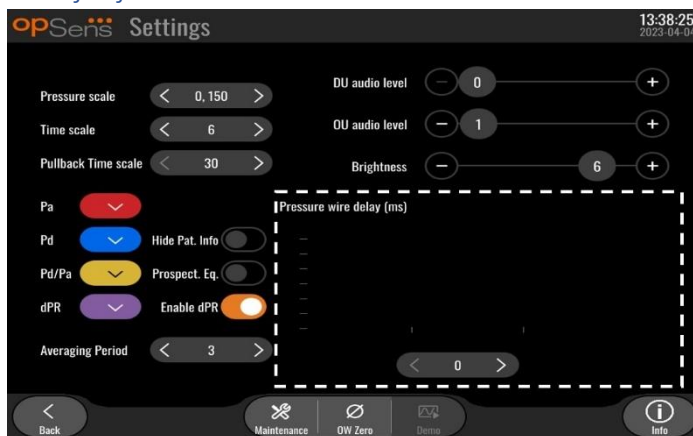 opSens Settings
13:38:25
2023-04-04
Pressure scale
0, 150
Time scale
6
Pullback Time scale
30
DU audio level
0
OU audio level
1
Brightness
6
Pa
Pd
Hide Pat. Info
Pd/Pa
Prospect. Eq.
dPR
Enable dPR
Averaging Period
3
Pressure wire delay (ms)
0
Back
Maintenance
OW Zero
Demo
Info